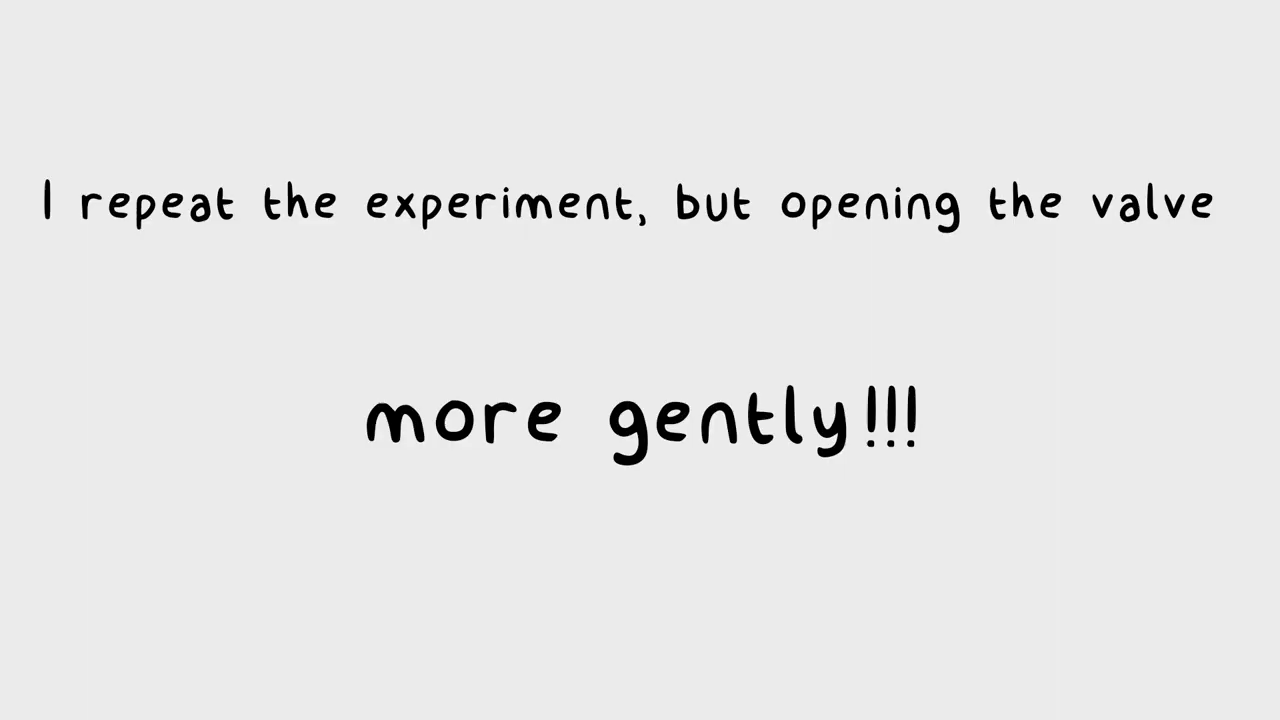 I repeat the experiment, but opening the valve
more gently!!!